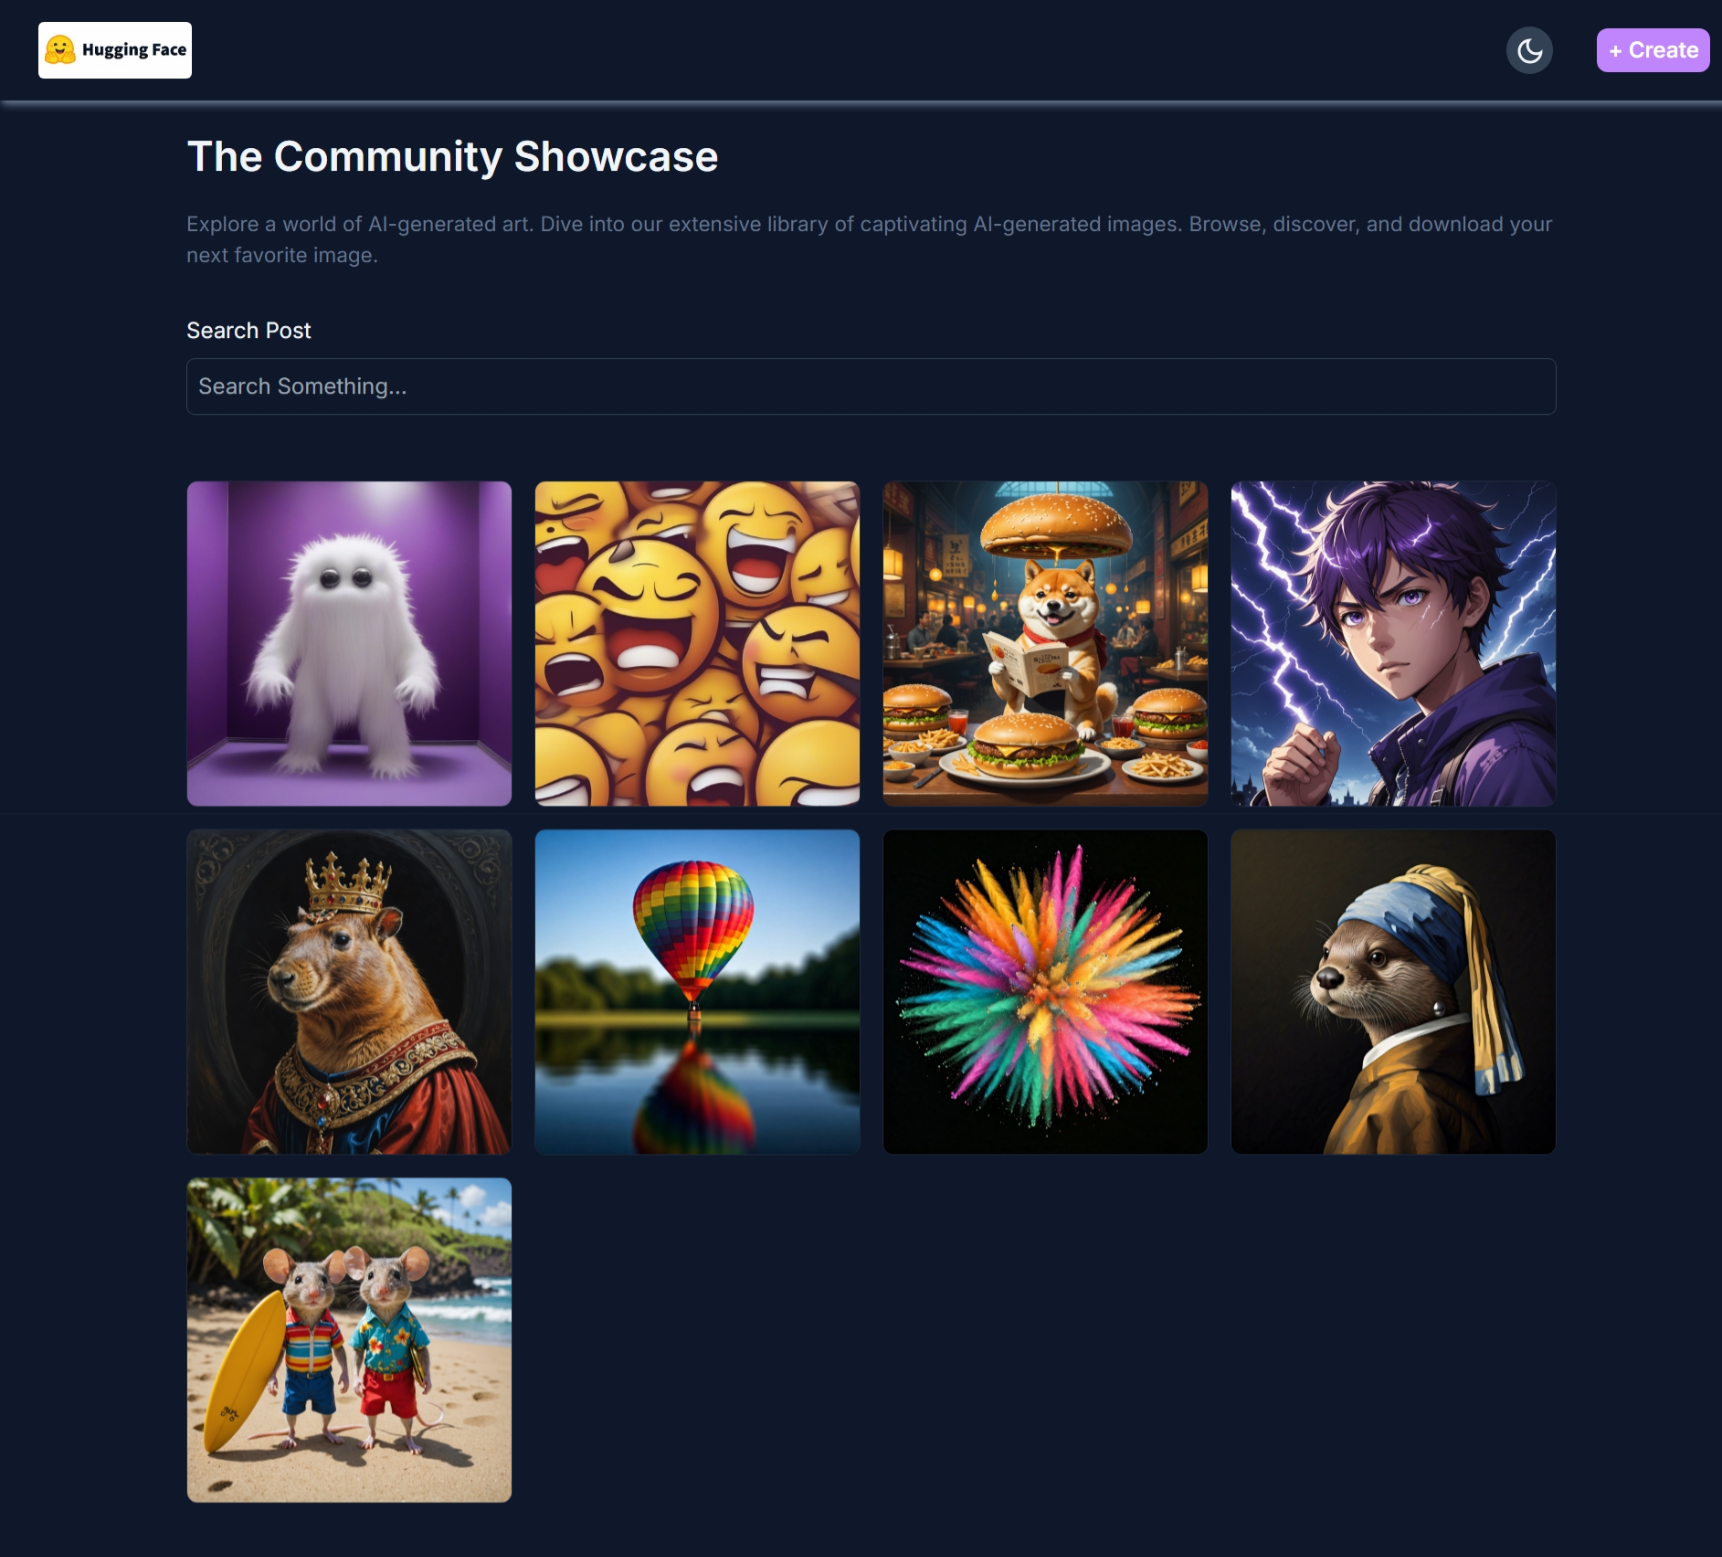 Hugging Face
+ Create
The Community Showcase
Explore a world of AI-generated art. Dive into our extensive library of captivating AI-generated images. Browse, discover, and download your
next favorite image.
Search Post
Search Something...